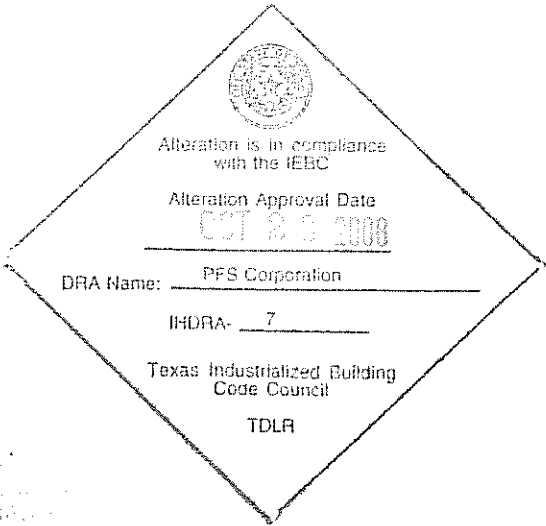 Alteration is in compliance
with the IEBC
Alteration Approval Date
OCT 2 2008
DRA Name: PFS Corporation
IHDRA- 7
Texas Industrialized Building
Code Council
TDLR